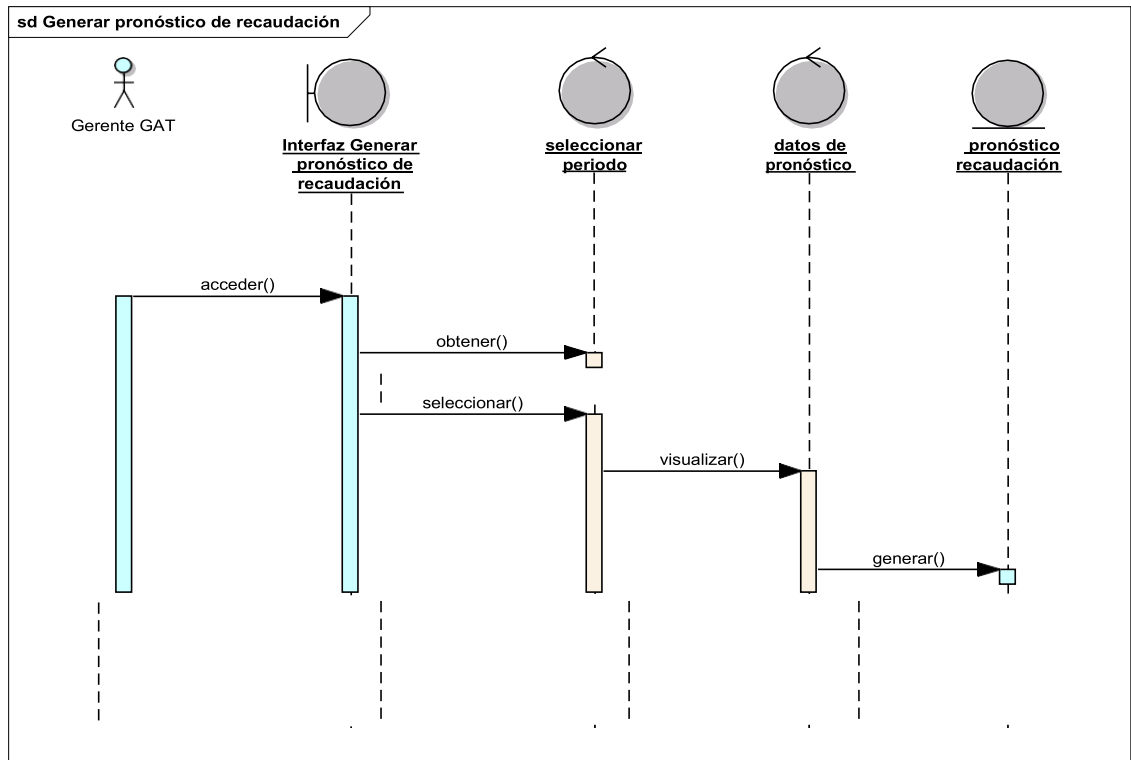 sd Generar pronóstico de recaudación
Gerente GAT
Interfaz Generar
pronóstico de
recaudación
seleccionar
periodo
datos de
pronóstico
pronóstico
recaudación
acceder()
obtener()
seleccionar()
visualizar()
generar()